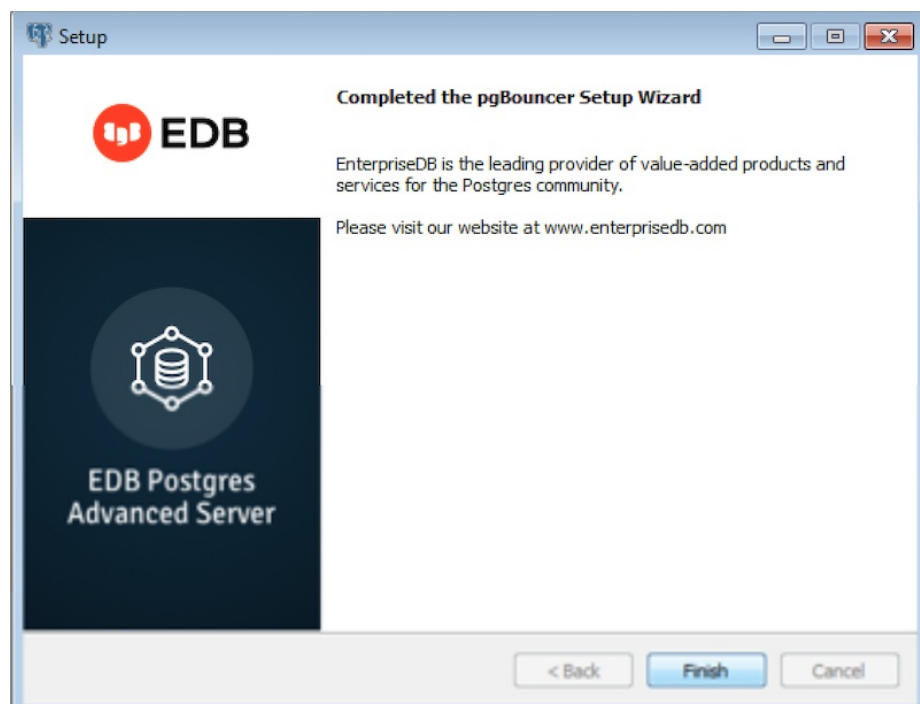 Setup
EDB
Completed the pgBouncer Setup Wizard
EnterpriseDB is the leading provider of value-added products and
services for the Postgres community.
Please visit our website at www.enterprisedb.com
EDB Postgres
Advanced Server
< Back
Finish
Cancel